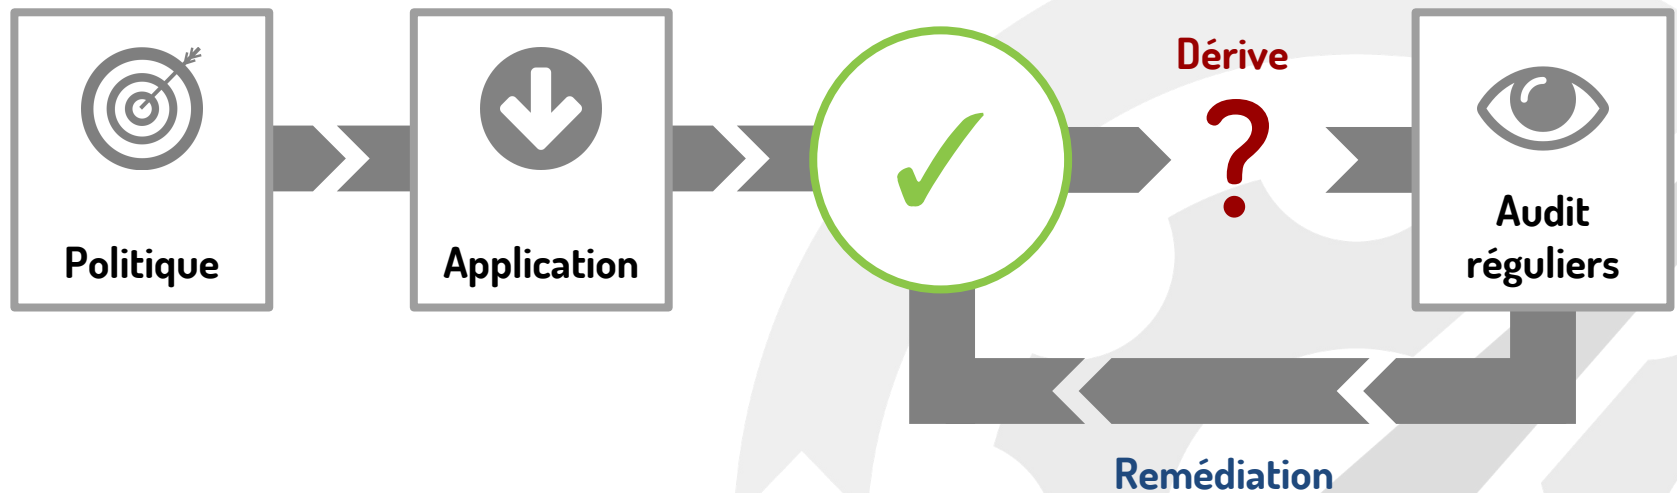 Politique
Application
Dérive
?
Audit
réguliers
Remédiation